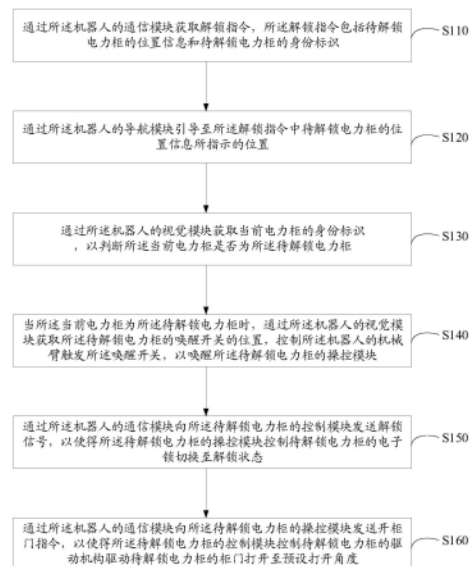 通过所述机器人的通信模块获取解锁指令，所述解锁指令包括待解锁
电力柜的位置信息和待解锁电力柜的身份标识
S110
通过所述机器人的导航模块引导至所述解锁指令中待解锁电力柜的位
置信息所指示的位置
S120
通过所述机器人的视觉模块获取当前电力柜的身份标识
，以判断所述当前电力柜是否为所述待解锁电力柜
S130
当所述当前电力柜为所述待解锁电力柜时，通过所述机器人的视觉模
块获取所述待解锁电力柜的唤醒开关的位置，控制所述机器人的机械
臂触发所述唤醒开关，以唤醒所述待解锁电力柜的操控模块
S140
通过所述机器人的通信模块向所述待解锁电力柜的控制模块发送解锁
信号，以使得所述待解锁电力柜的操控模块控制待解锁电力柜的电子
锁切换至解锁状态
S150
通过所述机器人的通信模块向所述待解锁电力柜的操控模块发送开柜
门指令，以使得所述待解锁电力柜的控制模块控制待解锁电力柜的驱
动机构驱动待解锁电力柜的柜门打开至预设打开角度
S160